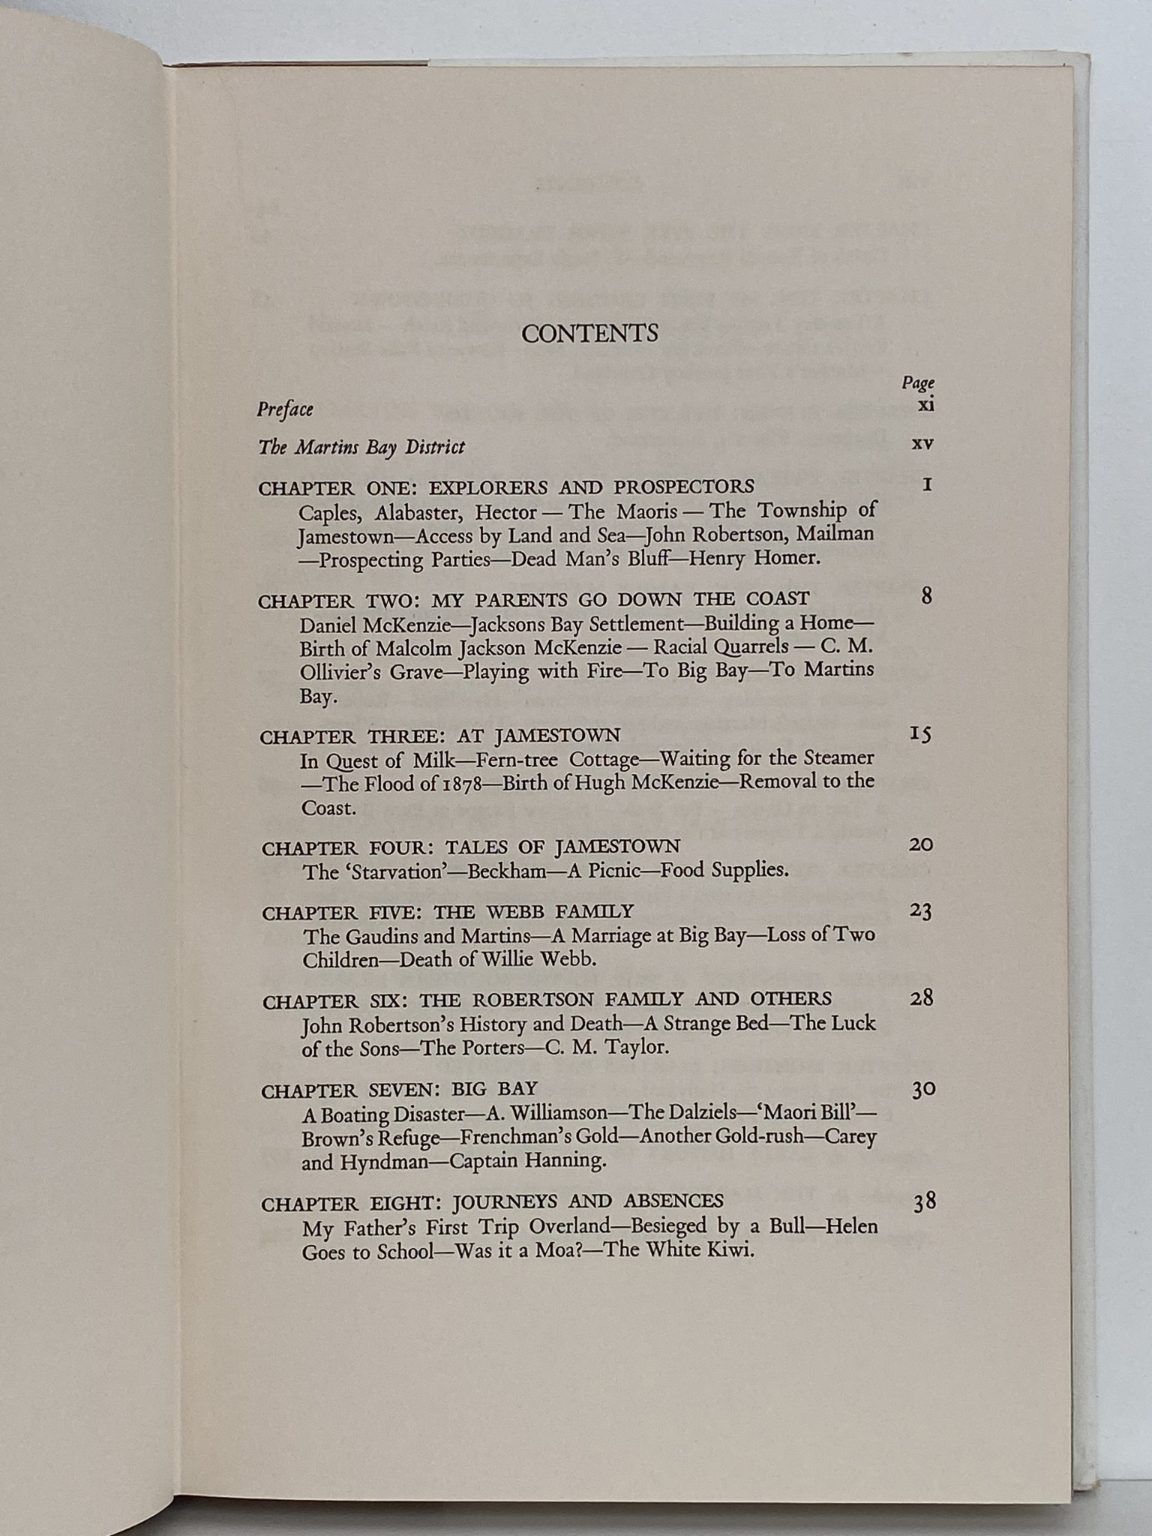 CONTENTS
Page
Preface xi
The Martins Bay District xv
CHAPTER ONE: EXPLORERS AND PROSPECTORS 1
Caples, Alabaster, Hector — The Maoris — The Township of
Jamestown—Access by Land and Sea—John Robertson, Mailman
—Prospecting Parties—Dead Man's Bluff—Henry Homer.
CHAPTER TWO: MY PARENTS GO DOWN THE COAST 8
Daniel McKenzie—Jacksons Bay Settlement—Building a Home—
Birth of Malcolm Jackson McKenzie — Racial Quarrels — C. M.
Ollivier's Grave—Playing with Fire—To Big Bay—To Martins
Bay.
CHAPTER THREE: AT JAMESTOWN 15
In Quest of Milk—Fern-tree Cottage—Waiting for the Steamer
—The Flood of 1878—Birth of Hugh McKenzie—Removal to the
Coast.
CHAPTER FOUR: TALES OF JAMESTOWN 20
The 'Starvation'—Beckham—A Picnic—Food Supplies.
CHAPTER FIVE: THE WEBB FAMILY 23
The Gaudins and Martins—A Marriage at Big Bay—Loss of Two
Children—Death of Willie Webb.
CHAPTER SIX: THE ROBERTSON FAMILY AND OTHERS 28
John Robertson's History and Death—A Strange Bed—The Luck
of the Sons—The Porters—C. M. Taylor.
CHAPTER SEVEN: BIG BAY 30
A Boating Disaster—A. Williamson—The Dalziels—'Maori Bill'—
Brown's Refuge—Frenchman's Gold—Another Gold-rush—Carey
and Hyndman—Captain Hanning.
CHAPTER EIGHT: JOURNEYS AND ABSENCES 38
My Father's First Trip Overland—Besieged by a Bull—Helen
Goes to School—Was it a Moa?—The White Kiwi.